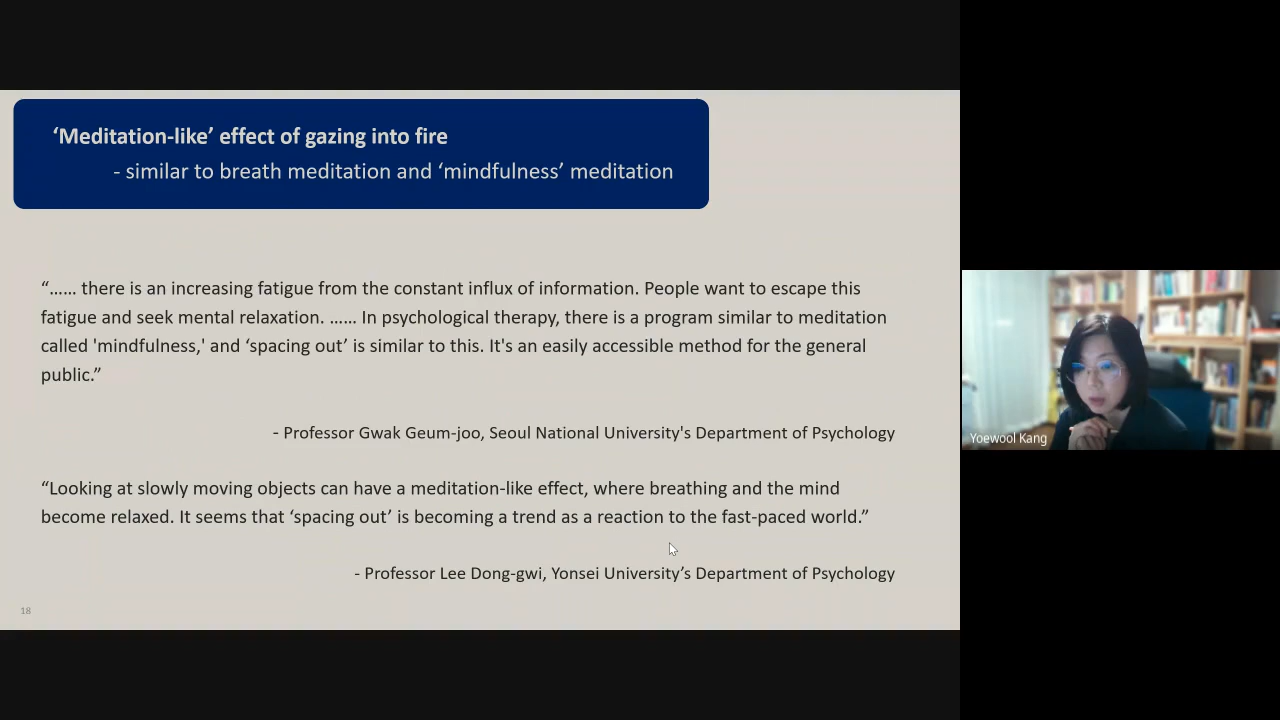 ‘Meditation-like’ effect of gazing into fire
- similar to breath meditation and ‘mindfulness’ meditation
“…… there is an increasing fatigue from the constant influx of information. People want to escape this
fatigue and seek mental relaxation. …… In psychological therapy, there is a program similar to meditation
called 'mindfulness,' and ‘spacing out’ is similar to this. It's an easily accessible method for the general
public.”
- Professor Gwak Geum-joo, Seoul National University's Department of Psychology
“Looking at slowly moving objects can have a meditation-like effect, where breathing and the mind
become relaxed. It seems that ‘spacing out’ is becoming a trend as a reaction to the fast-paced world.”
- Professor Lee Dong-gwi, Yonsei University’s Department of Psychology
18
Yoewool Kang